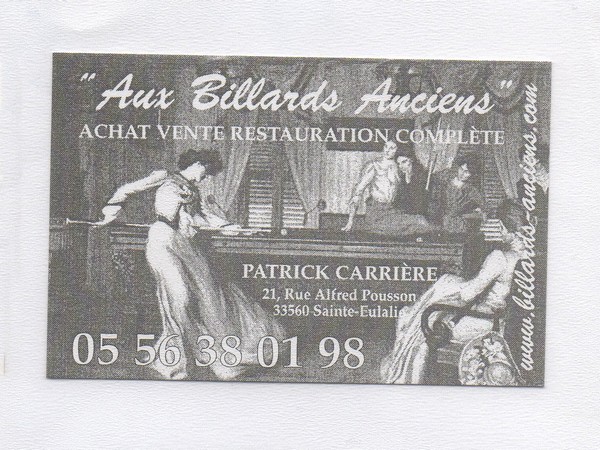 "Aux Billards Anciens"
ACHAT VENTE RESTAURATION COMPLÈTE
PATRICK CARRIÈRE
21, Rue Alfred Pousson
33560 Sainte-Eulalie
05 56 38 01 98
www.billards-anciens.com